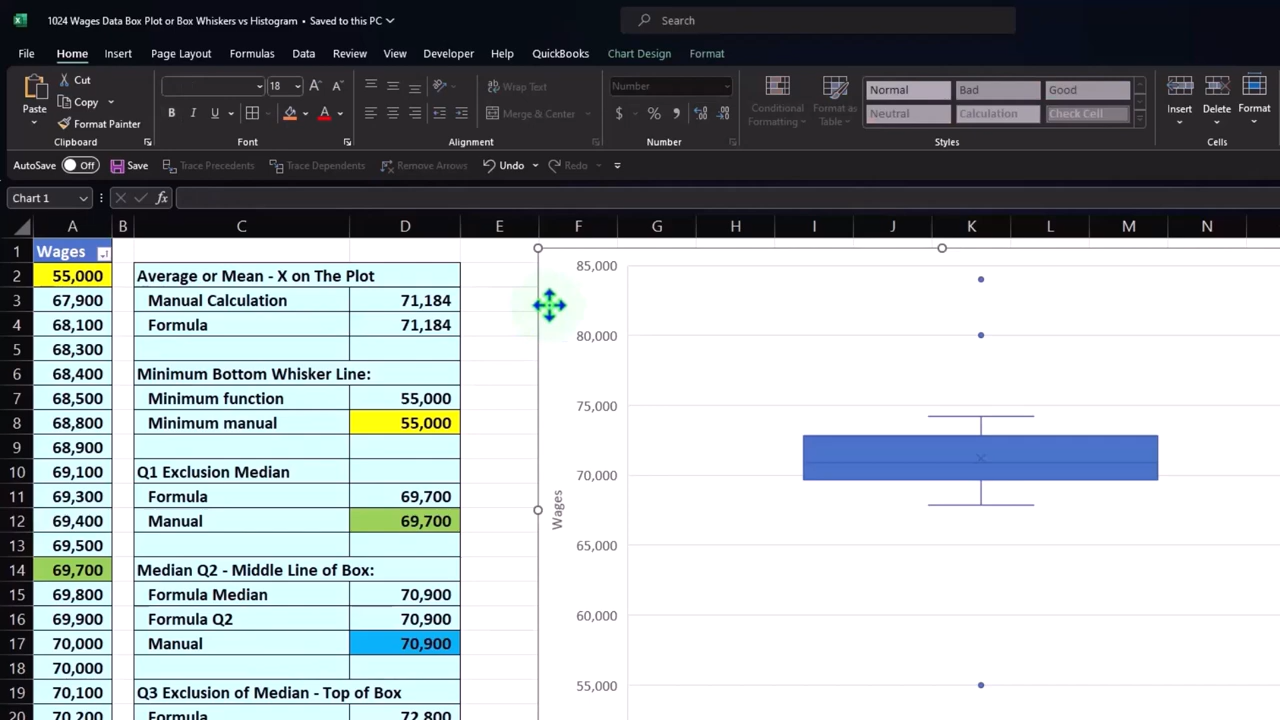 1024 Wages Data Box Plot or Box Whiskers vs Histogram • Saved to this PC
Search
File Home Insert Page Layout Formulas Data Review View Developer Help QuickBooks Chart Design Format
Paste
Cut
Copy
Format Painter
Clipboard
18
B I U
Font
Wrap Text
Merge & Center
Alignment
Number
Number
Conditional Formatting
Format as Table
Normal Bad Good
Neutral Calculation Check Cell
Styles
Insert Delete Format
Cells
AutoSave Off Save Trace Precedents Trace Dependents Remove Arrows Undo Redo
Chart 1 fx
A B C D E F G H I J K L M N
1 Wages
2 55,000 Average or Mean - X on The Plot
3 67,900 Manual Calculation 71,184
4 68,100 Formula 71,184
5 68,300
6 68,400 Minimum Bottom Whisker Line:
7 68,500 Minimum function 55,000
8 68,800 Minimum manual 55,000
9 68,900
10 69,100 Q1 Exclusion Median
11 69,300 Formula 69,700
12 69,400 Manual 69,700
13 69,500
14 69,700 Median Q2 - Middle Line of Box:
15 69,800 Formula Median 70,900
16 69,900 Formula Q2 70,900
17 70,000 Manual 70,900
18 70,000
19 70,100 Q3 Exclusion of Median - Top of Box
20 70,200 Formula 72,800
85,000
80,000
75,000
70,000
65,000
60,000
55,000
Wages